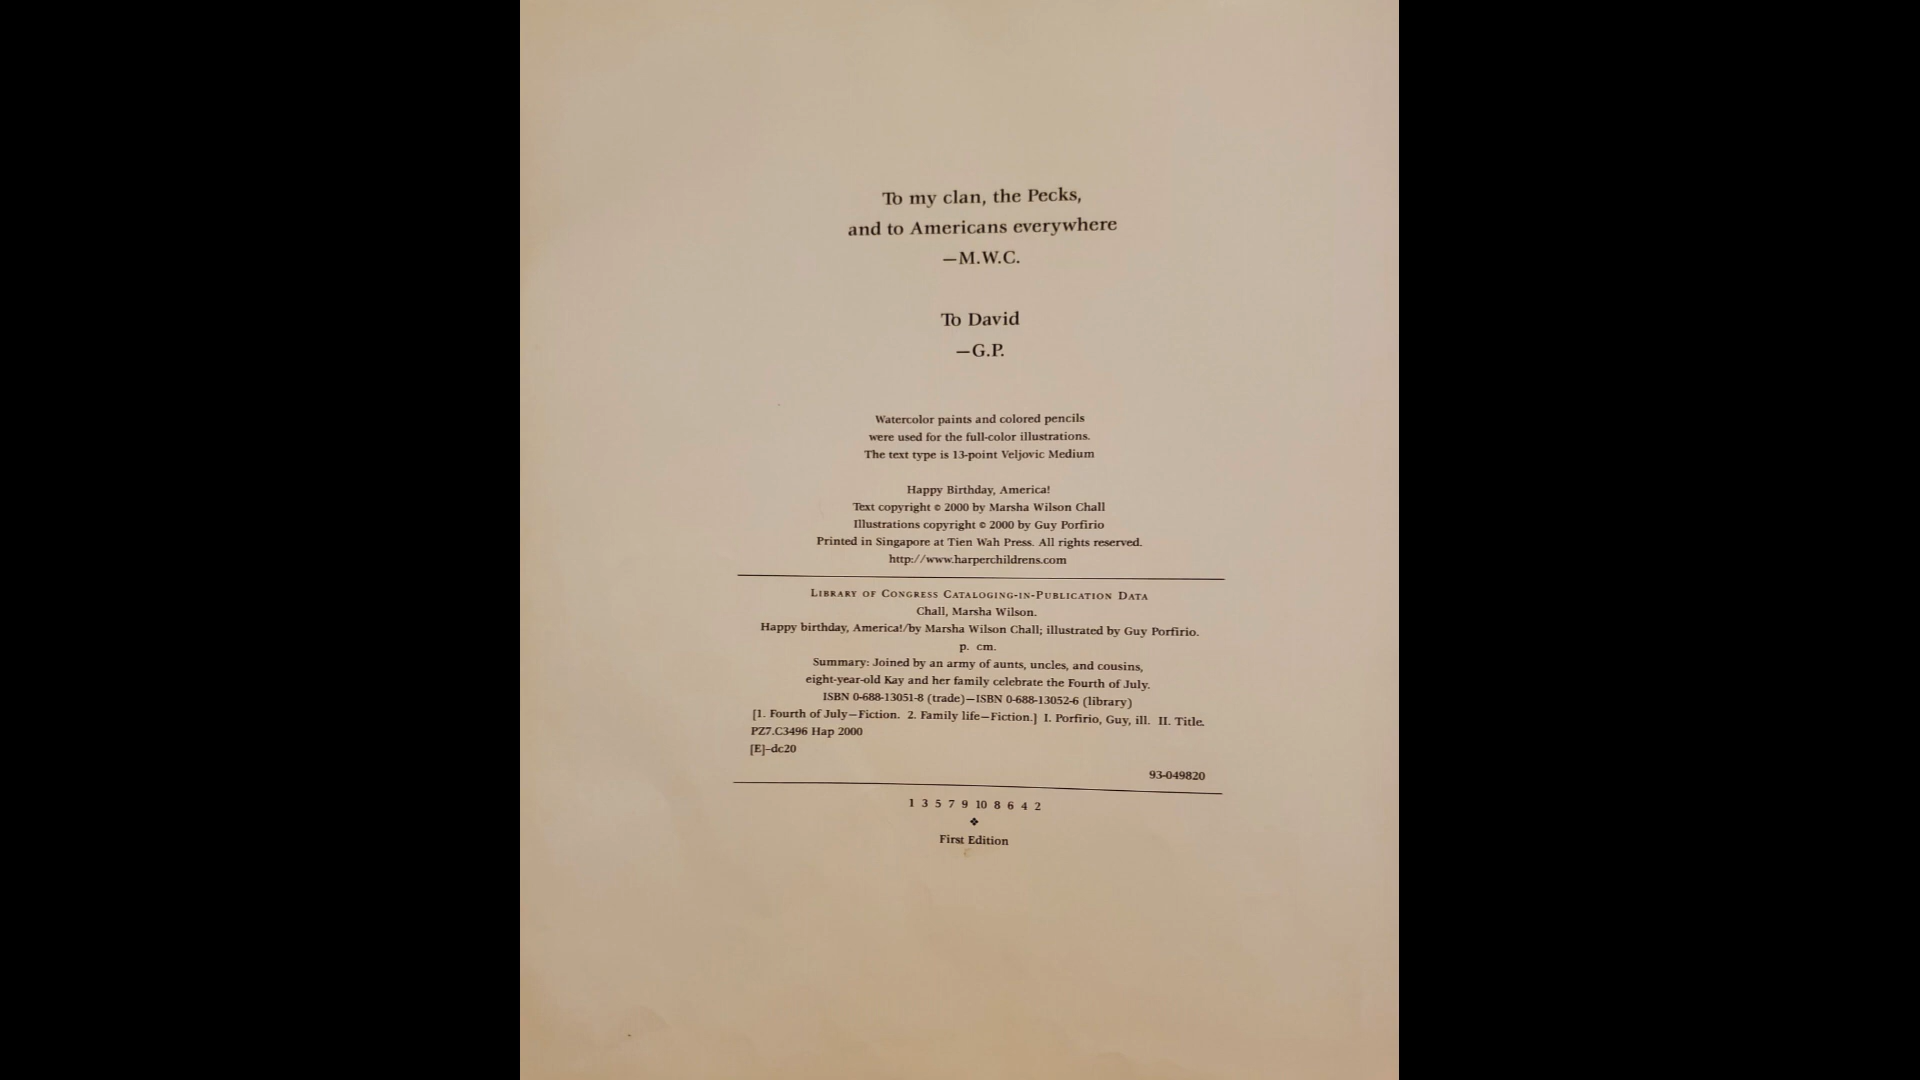 To my clan, the Pecks,
and to Americans everywhere
—M.W.C.
To David
—G.P.
Watercolor paints and colored pencils
were used for the full-color illustrations.
The text type is 13-point Veljovic Medium
Happy Birthday, America!
Text copyright © 2000 by Marsha Wilson Chall
Illustrations copyright © 2000 by Guy Porfirio
Printed in Singapore at Tien Wah Press. All rights reserved.
http://www.harperchildrens.com
LIBRARY OF CONGRESS CATALOGING-IN-PUBLICATION DATA
Chall, Marsha Wilson.
Happy birthday, America!/by Marsha Wilson Chall; illustrated by Guy Porfirio.
p. cm.
Summary: Joined by an army of aunts, uncles, and cousins,
eight-year-old Kay and her family celebrate the Fourth of July.
ISBN 0-688-13051-8 (trade)—ISBN 0-688-13052-6 (library)
[1. Fourth of July—Fiction. 2. Family life—Fiction.] I. Porfirio, Guy, ill. II. Title.
PZ7.C3496 Hap 2000
[E]-dc20
93-049820
1 3 5 7 9 10 8 6 4 2
❖
First Edition